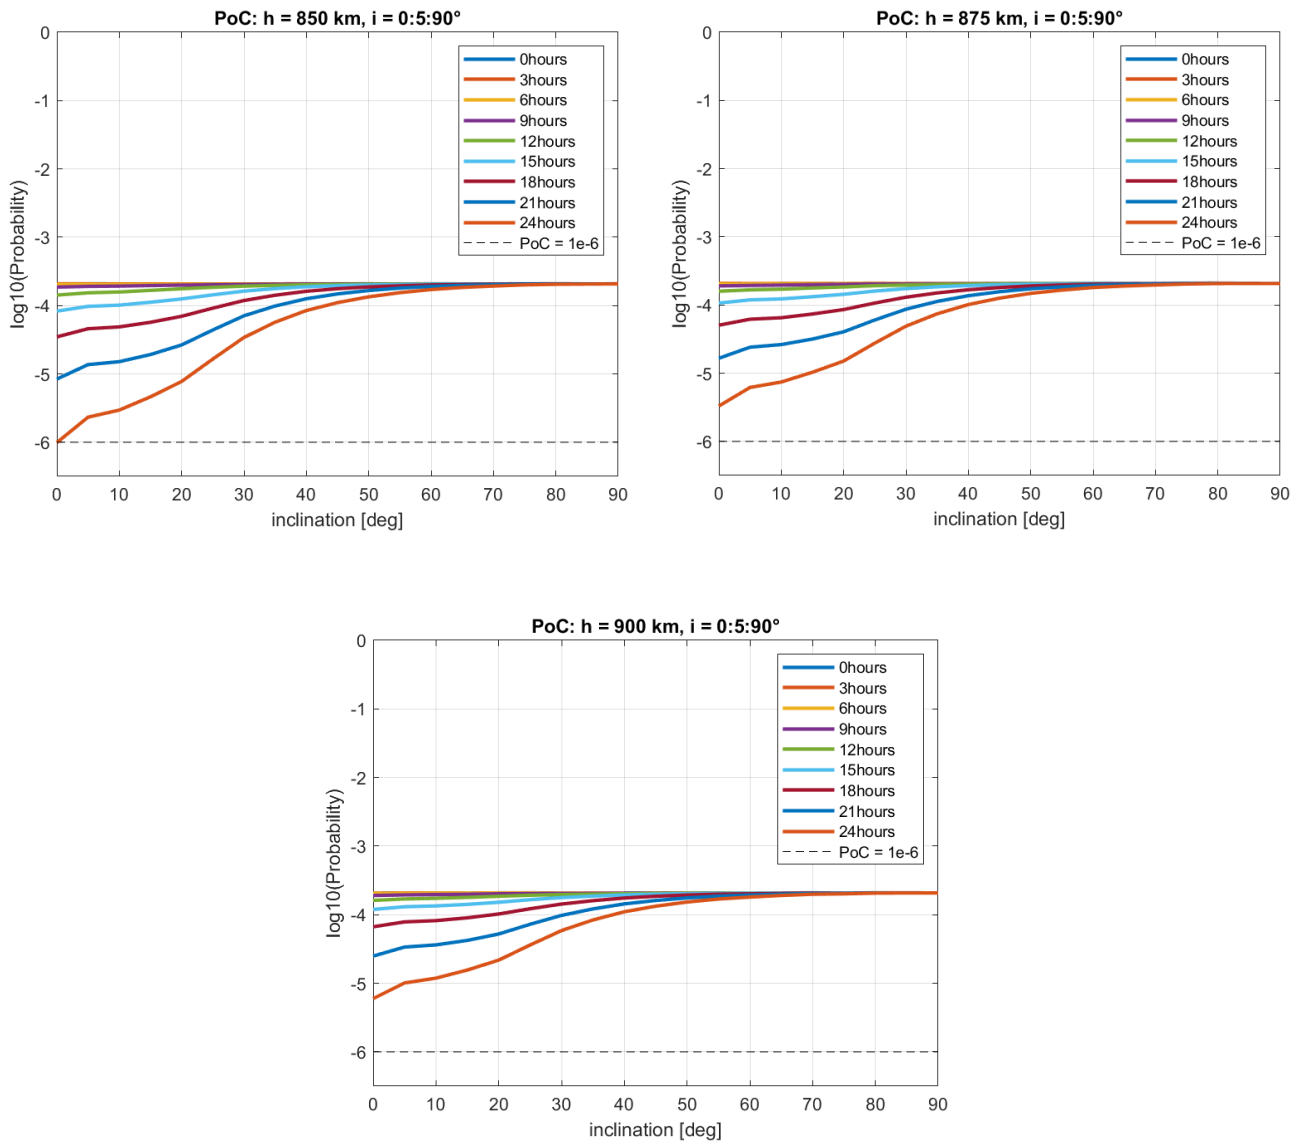 PoC: h = 850 km, i = 0:5:90°
0
-1
-2
-3
-4
-5
-6
log10(Probability)
0hours
3hours
6hours
9hours
12hours
15hours
18hours
21hours
24hours
PoC = 1e-6
0 10 20 30 40 50 60 70 80 90
inclination [deg]
PoC: h = 875 km, i = 0:5:90°
0
-1
-2
-3
-4
-5
-6
log10(Probability)
0hours
3hours
6hours
9hours
12hours
15hours
18hours
21hours
24hours
PoC = 1e-6
0 10 20 30 40 50 60 70 80 90
inclination [deg]
PoC: h = 900 km, i = 0:5:90°
0
-1
-2
-3
-4
-5
-6
log10(Probability)
0hours
3hours
6hours
9hours
12hours
15hours
18hours
21hours
24hours
PoC = 1e-6
0 10 20 30 40 50 60 70 80 90
inclination [deg]